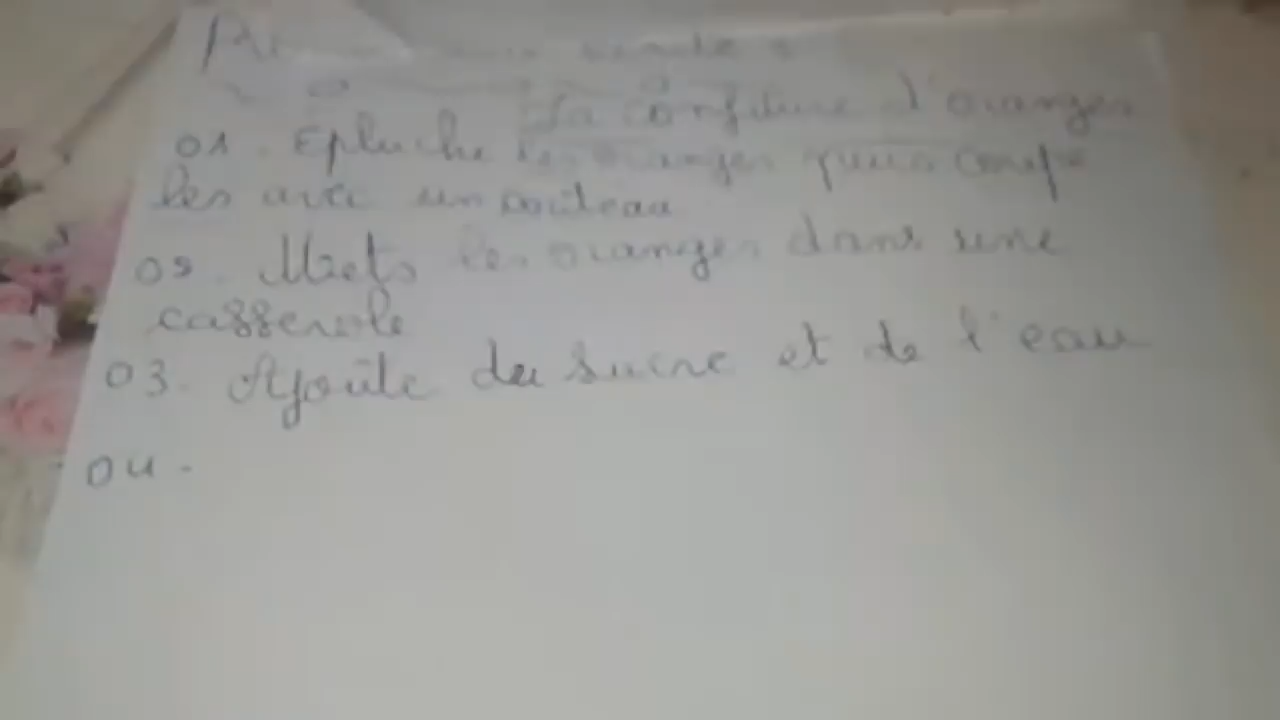 La confiture d'oranges
01. Epluche les oranges puis coupe
les avec un couteau
02. Mets les oranges dans une
casserole
03. Ajoûte du sucre et de l'eau
04.